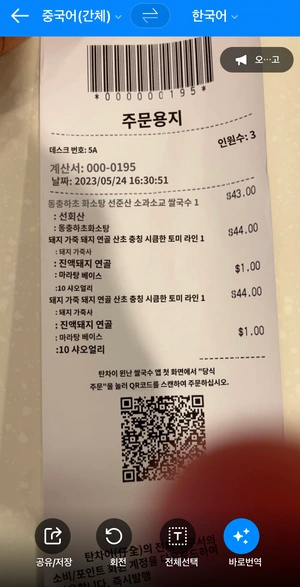 중국어(간체)
한국어
오...고
*0000000195*
주문용지
데스크 번호: 5A
인원수: 3
계산서: 000-0195
날짜: 2023/05/24 16:30:51
동충하초 화소탕 선준산 소과소교 쌀국수 1
$43.00
: 선회산
: 동충하초화소탕
돼지 가죽 돼지 연골 산초 충칭 시큼한 토미 라인 1
$44.00
: 돼지 가죽사
: 진액돼지 연골
$1.00
: 마라탕 베이스
:10 샤오얼리
돼지 가죽 돼지 연골 산초 충칭 시큼한 토미 라인 1
$44.00
: 돼지 가죽사
: 진액돼지 연골
$1.00
: 마라탕 베이스
:10 샤오얼리
탄차이 윈난 쌀국수 앱 첫 화면에서 "당식
주문"을 눌러 QR코드를 스캔하여 주문하십시오.
공유/저장
회전
전체선택
바로번역